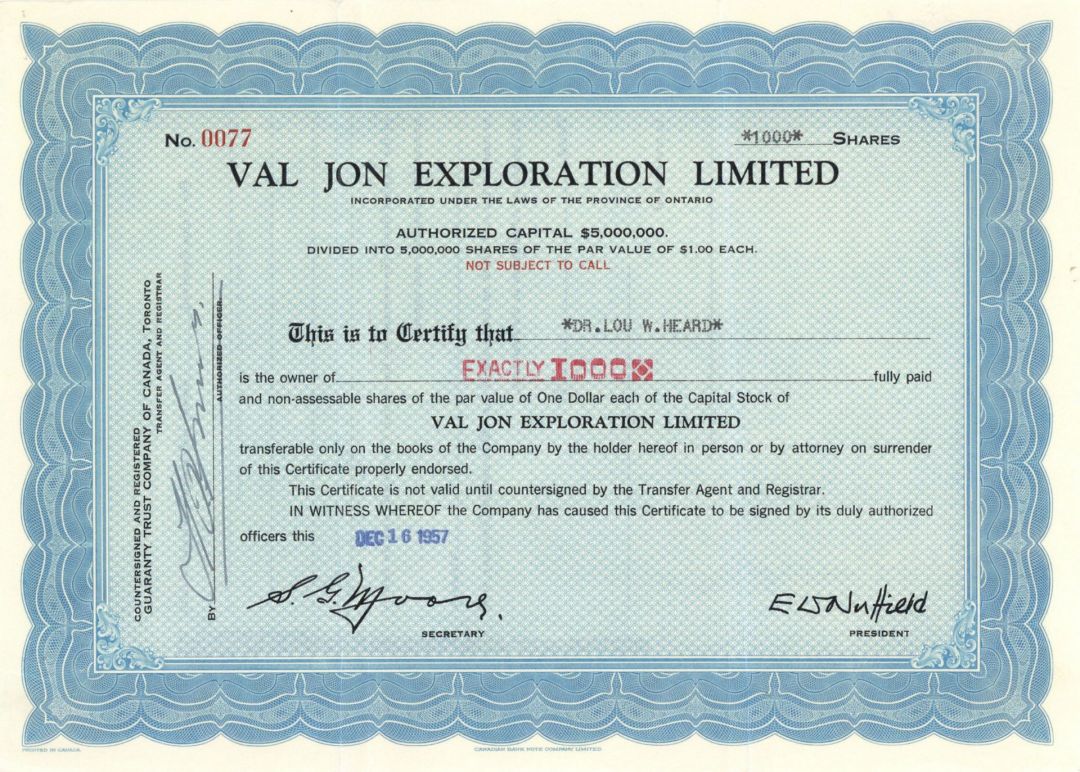 No. 0077
*1000* SHARES
VAL JON EXPLORATION LIMITED
INCORPORATED UNDER THE LAWS OF THE PROVINCE OF ONTARIO
AUTHORIZED CAPITAL $5,000,000.
DIVIDED INTO 5,000,000 SHARES OF THE PAR VALUE OF $1.00 EACH.
NOT SUBJECT TO CALL
This is to Certify that *DR.LOU W.HEARD*
is the owner of EXACTLY 1000 fully paid
and non-assessable shares of the par value of One Dollar each of the Capital Stock of
VAL JON EXPLORATION LIMITED
transferable only on the books of the Company by the holder hereof in person or by attorney on surrender
of this Certificate properly endorsed.
This Certificate is not valid until countersigned by the Transfer Agent and Registrar.
IN WITNESS WHEREOF the Company has caused this Certificate to be signed by its duly authorized
officers this DEC 16 1957
S. G. Moore.
SECRETARY
E W Nuffield
PRESIDENT
COUNTERSIGNED AND REGISTERED
GUARANTY TRUST COMPANY OF CANADA, TORONTO
TRANSFER AGENT AND REGISTRAR
BY
AUTHORIZED OFFICER
PRINTED IN CANADA
CANADIAN BANK NOTE COMPANY LIMITED